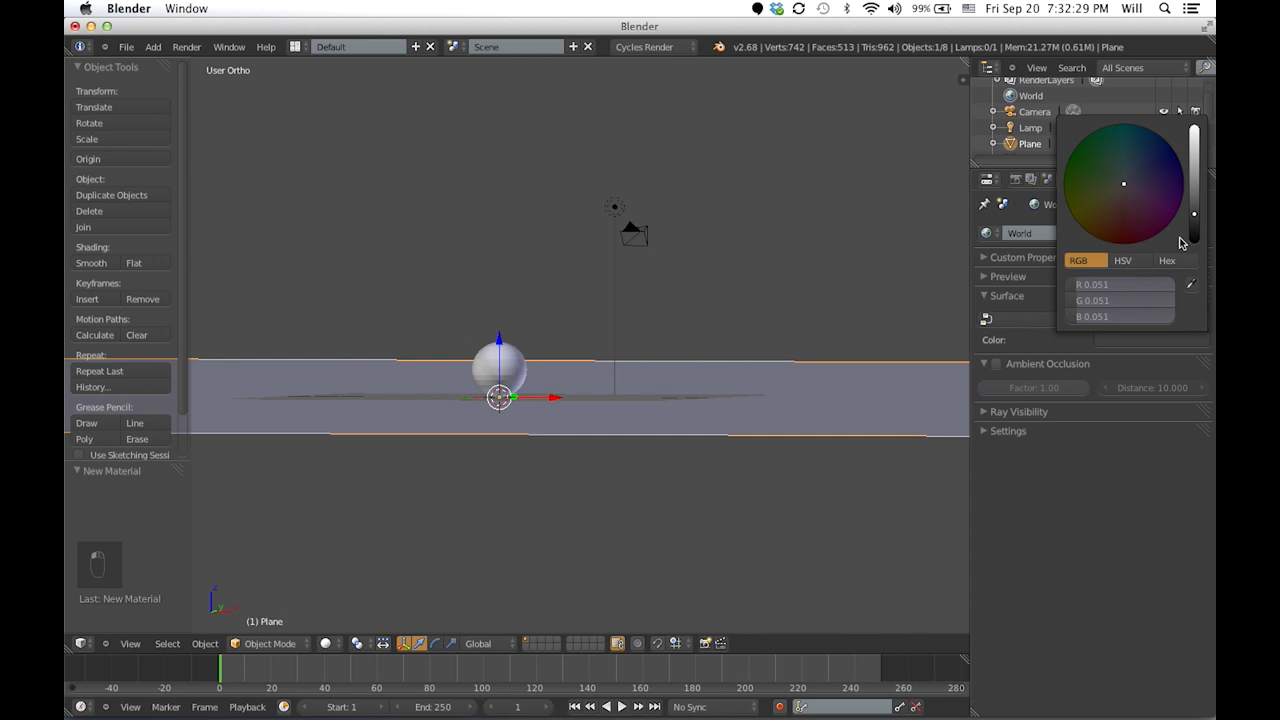 Blender Window 99% Fri Sep 20 7:32:29 PM Will
Blender
File Add Render Window Help Default Scene Cycles Render v2.68 | Verts:742 | Faces:513 | Tris:962 | Objects:1/8 | Lamps:0/1 | Mem:21.27M (0.61M) | Plane
Object Tools
Transform:
Translate
Rotate
Scale
Origin
Object:
Duplicate Objects
Delete
Join
Shading:
Smooth Flat
Keyframes:
Insert Remove
Motion Paths:
Calculate Clear
Repeat:
Repeat Last
History...
Grease Pencil:
Draw Line
Poly Erase
Use Sketching Sessi
New Material
Last: New Material
User Ortho
z
y
(1) Plane
View Search All Scenes
RenderLayers
World
Camera
Lamp
Plane
Wo
World
RGB HSV Hex
R 0.051
G 0.051
B 0.051
Custom Proper
Preview
Surface
Color:
Ambient Occlusion
Factor: 1.00 Distance: 10.000
Ray Visibility
Settings
View Select Object Object Mode Global
-40 -20 0 20 40 60 80 100 120 140 160 180 200 220 240 260 280
View Marker Frame Playback Start: 1 End: 250 1 No Sync